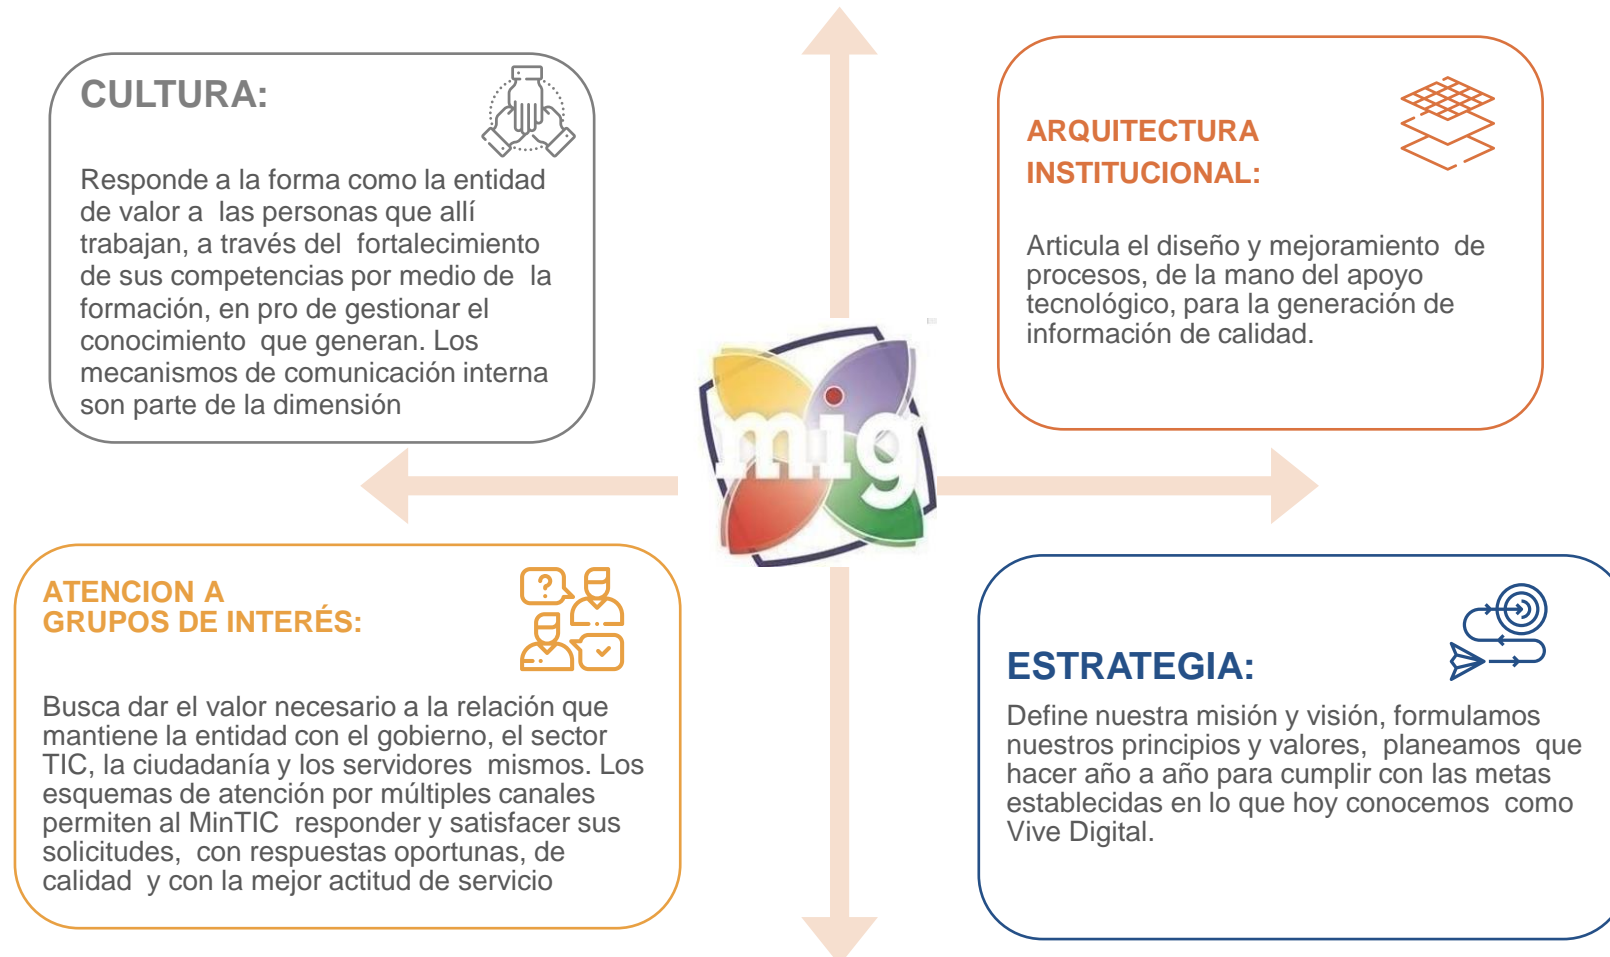 CULTURA:
Responde a la forma como la entidad
de valor a las personas que allí
trabajan, a través del fortalecimiento
de sus competencias por medio de la
formación, en pro de gestionar el
conocimiento que generan. Los
mecanismos de comunicación interna
son parte de la dimensión
ARQUITECTURA
INSTITUCIONAL:
Articula el diseño y mejoramiento de
procesos, de la mano del apoyo
tecnológico, para la generación de
información de calidad.
mig
ATENCION A
GRUPOS DE INTERÉS:
?
Busca dar el valor necesario a la relación que
mantiene la entidad con el gobierno, el sector
TIC, la ciudadanía y los servidores mismos. Los
esquemas de atención por múltiples canales
permiten al MinTIC responder y satisfacer sus
solicitudes, con respuestas oportunas, de
calidad y con la mejor actitud de servicio
ESTRATEGIA:
Define nuestra misión y visión, formulamos
nuestros principios y valores, planeamos que
hacer año a año para cumplir con las metas
establecidas en lo que hoy conocemos como
Vive Digital.